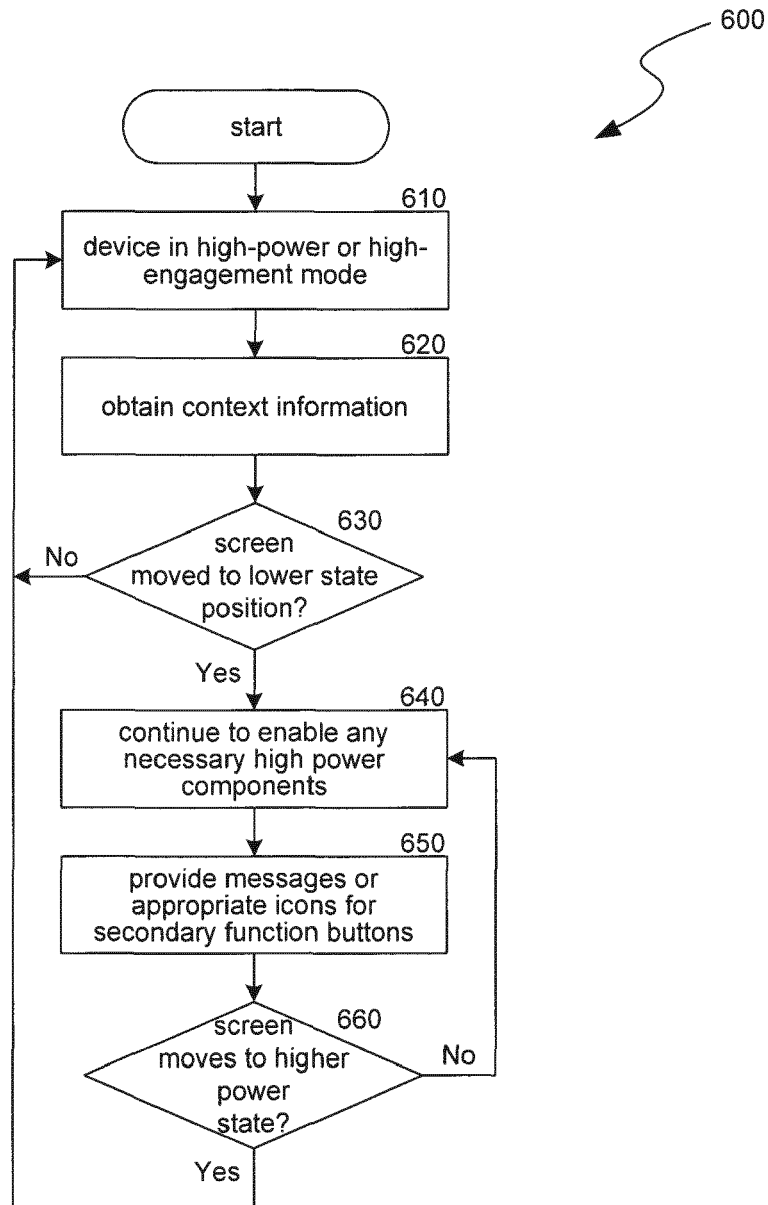 600
start
610
device in high-power or high-
engagement mode
620
obtain context information
630
screen
moved to lower state
position?
No
Yes
640
continue to enable any
necessary high power
components
650
provide messages or
appropriate icons for
secondary function buttons
660
screen
moves to higher
power
state?
No
Yes